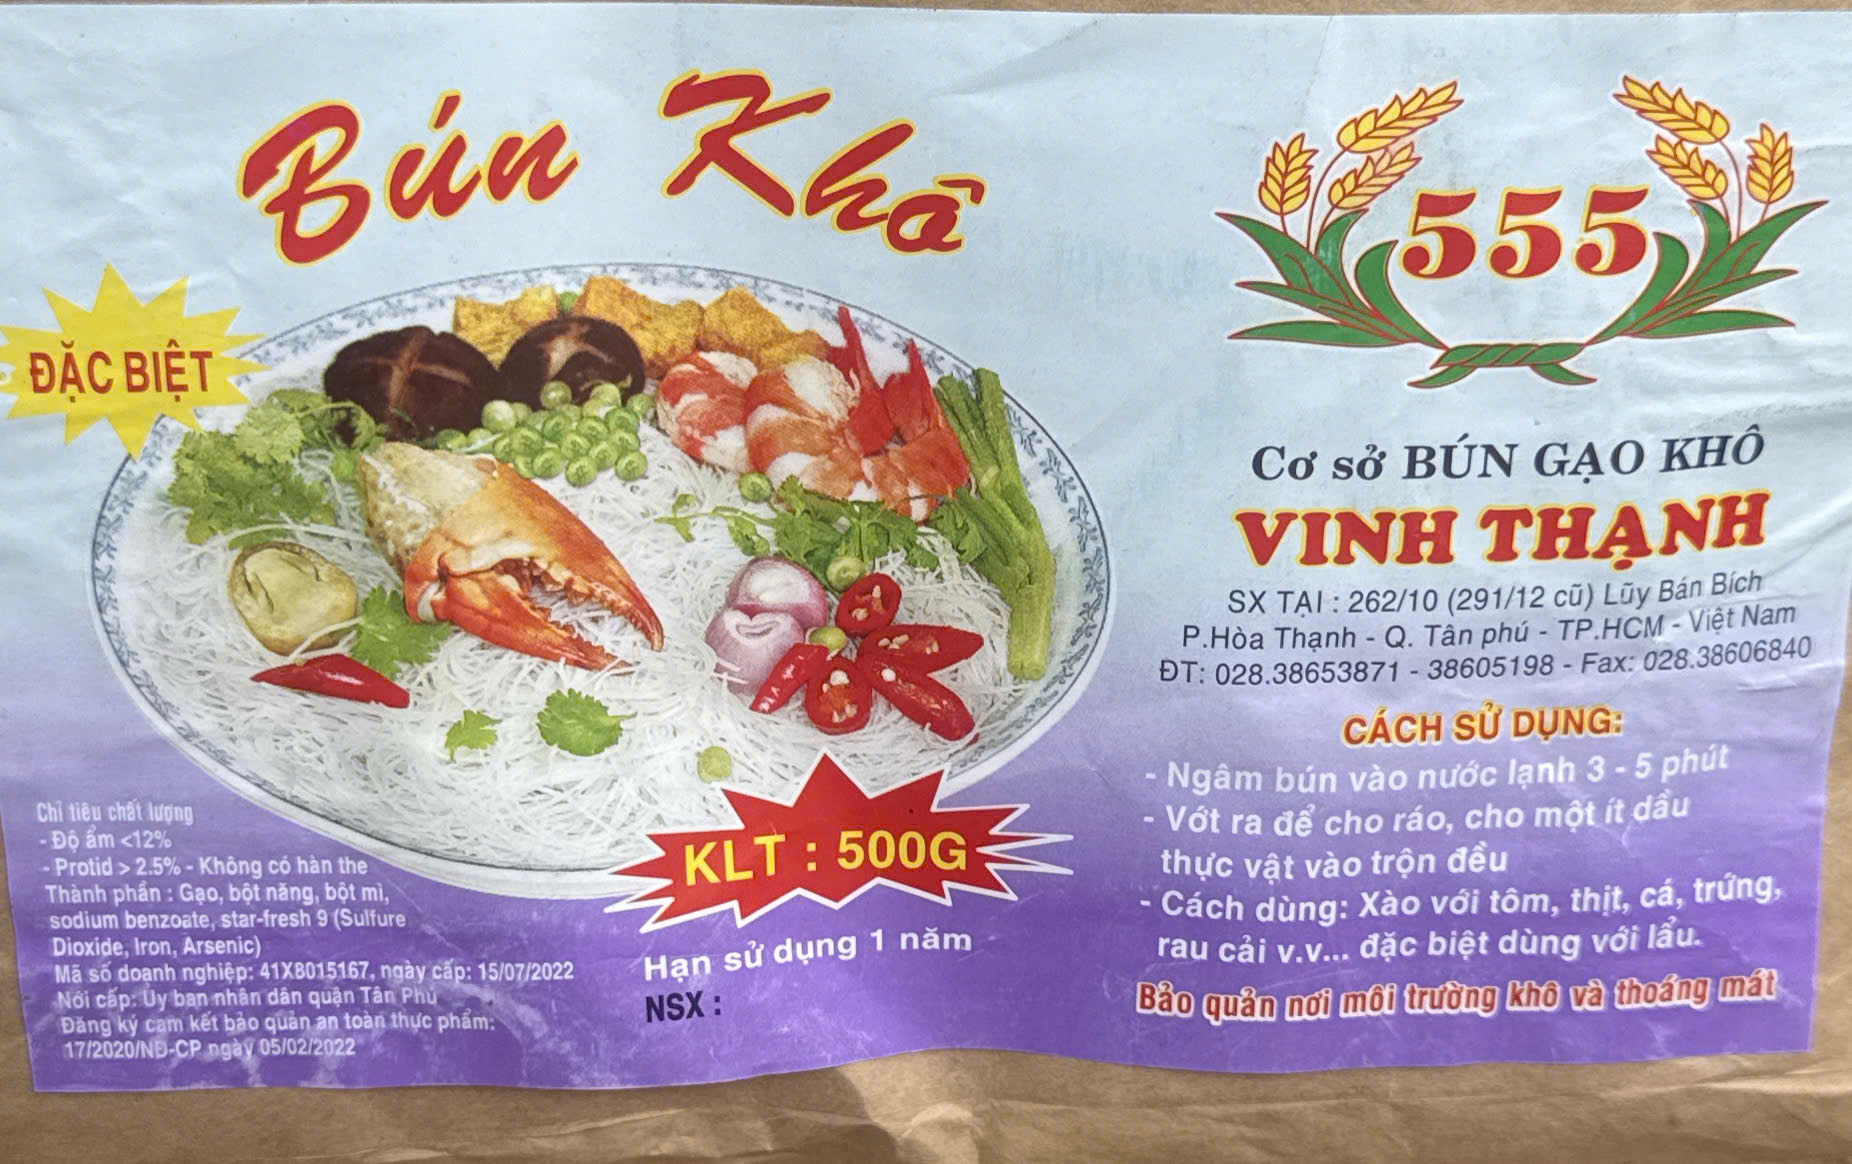 Bún Khô
ĐẶC BIỆT
555
Cơ sở BÚN GẠO KHÔ
VINH THẠNH
SX TẠI : 262/10 (291/12 cũ) Lũy Bán Bích
P.Hòa Thạnh - Q. Tân phú - TP.HCM - Việt Nam
ĐT: 028.38653871 - 38605198 - Fax: 028.38606840
CÁCH SỬ DỤNG:
- Ngâm bún vào nước lạnh 3 - 5 phút
- Vớt ra để cho ráo, cho một ít dầu
thực vật vào trộn đều
- Cách dùng: Xào với tôm, thịt, cá, trứng,
rau cải v.v... đặc biệt dùng với lẩu.
Bảo quản nơi môi trường khô và thoáng mát
KLT : 500G
Hạn sử dụng 1 năm
NSX :
Chỉ tiêu chất lượng
- Độ ẩm <12%
- Protid > 2.5% - Không có hàn the
Thành phần : Gạo, bột năng, bột mì,
sodium benzoate, star-fresh 9 (Sulfure
Dioxide, Iron, Arsenic)
Mã số doanh nghiệp: 41X8015167, ngày cấp: 15/07/2022
Nơi cấp: Ủy ban nhân dân quận Tân Phú
Đăng ký cam kết bảo quản an toàn thực phẩm:
17/2020/NĐ-CP ngày 05/02/2022